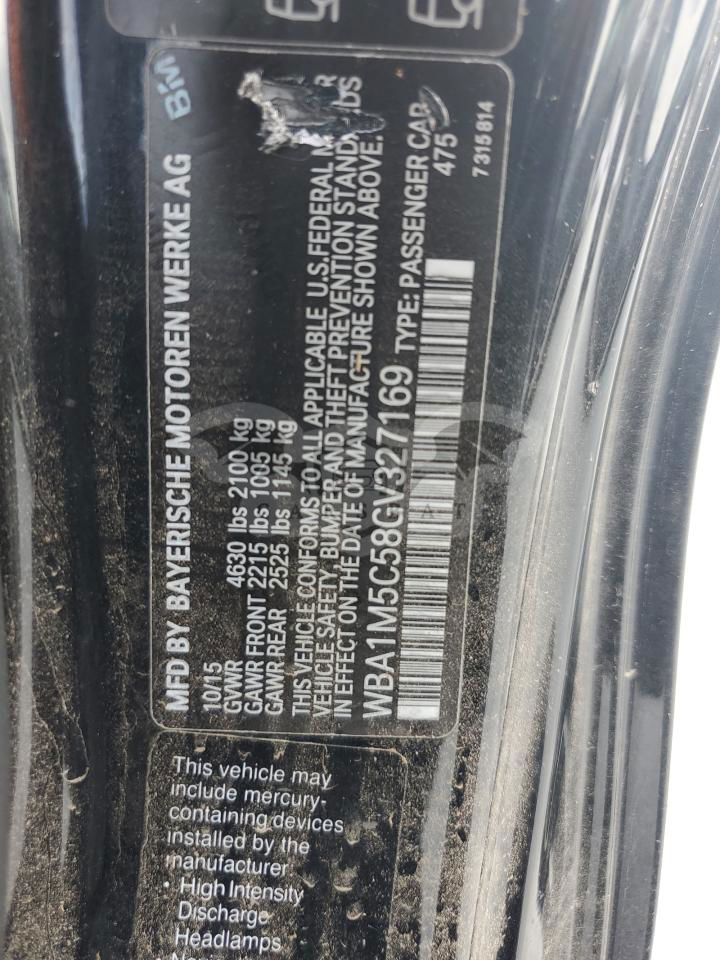 MFD BY BAYERISCHE MOTOREN WERKE AG
10/15
GVWR 4630 lbs 2100 kg
GAWR FRONT 2215 lbs 1005 kg
GAWR REAR 2525 lbs 1145 kg
THIS VEHICLE CONFORMS TO ALL APPLICABLE U.S.FEDERAL
VEHICLE SAFETY, BUMPER AND THEFT PREVENTION STANDARDS
IN EFFECT ON THE DATE OF MANUFACTURE SHOWN ABOVE.
WBA1M5C58GV327169 TYPE: PASSENGER CAR
475
7 315 814
This vehicle may
include mercury-
containing devices
installed by the
manufacturer
• High Intensity
Discharge
Headlamps